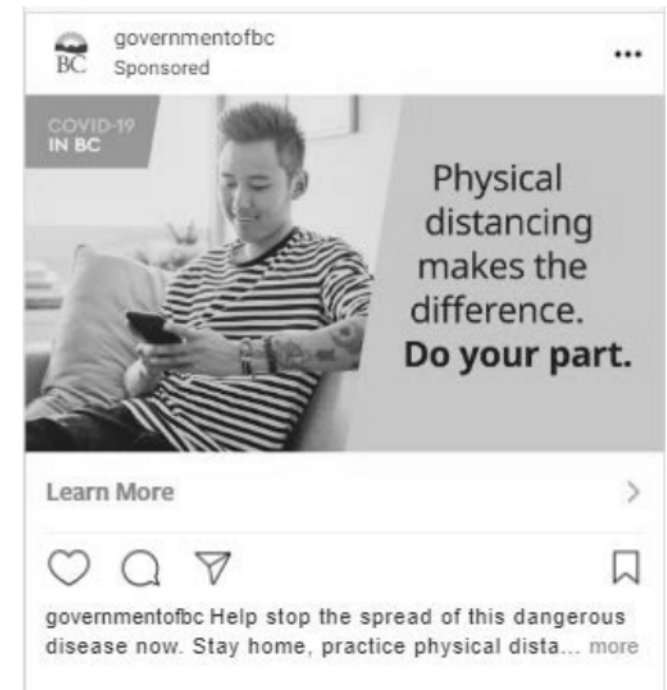 governmentofbc
BC
Sponsored
COVID-19
IN BC
Physical
distancing
makes the
difference.
Do your part.
Learn More
governmentofbc Help stop the spread of this dangerous
disease now. Stay home, practice physical dista... more